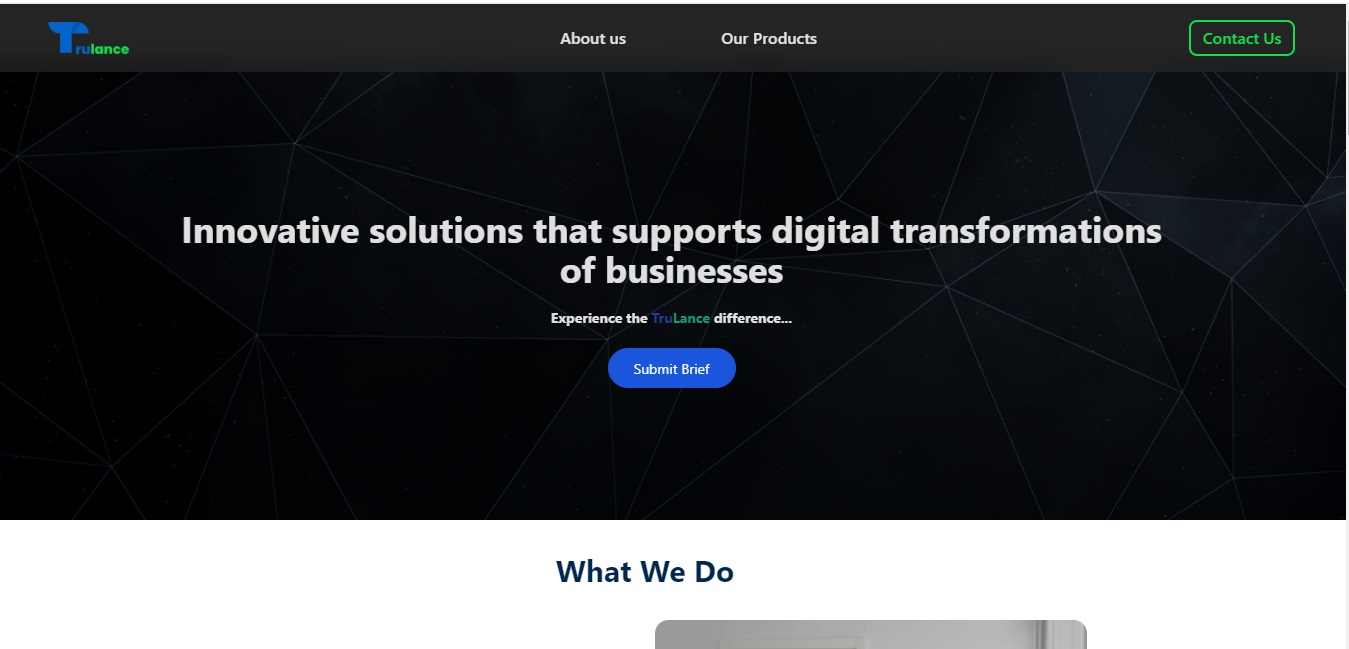 Trulance
About us
Our Products
Contact Us
Innovative solutions that supports digital transformations
of businesses
Experience the TruLance difference...
Submit Brief
What We Do